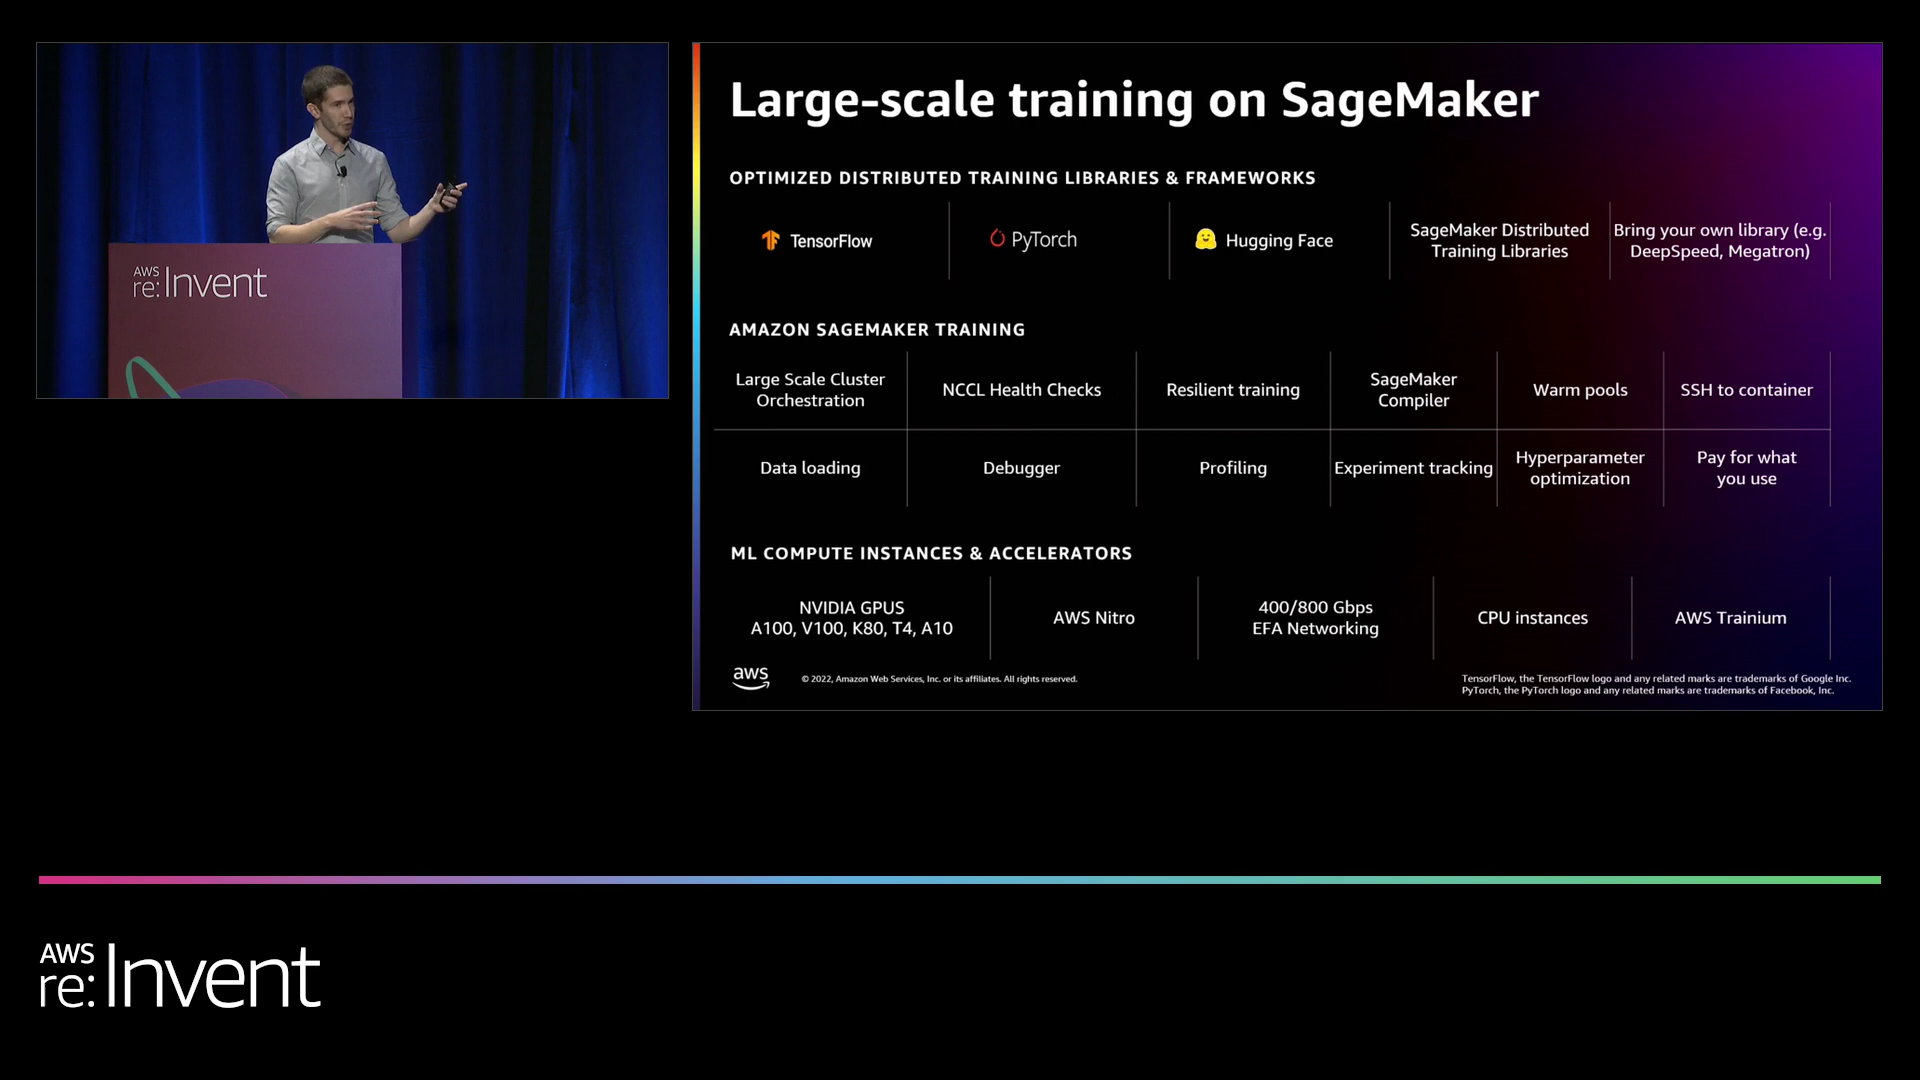 AWS
re:Invent
Large-scale training on SageMaker
OPTIMIZED DISTRIBUTED TRAINING LIBRARIES & FRAMEWORKS
TensorFlow
PyTorch
Hugging Face
SageMaker Distributed
Training Libraries
Bring your own library (e.g.
DeepSpeed, Megatron)
AMAZON SAGEMAKER TRAINING
Large Scale Cluster
Orchestration
NCCL Health Checks
Resilient training
SageMaker
Compiler
Warm pools
SSH to container
Data loading
Debugger
Profiling
Experiment tracking
Hyperparameter
optimization
Pay for what
you use
ML COMPUTE INSTANCES & ACCELERATORS
NVIDIA GPUS
A100, V100, K80, T4, A10
AWS Nitro
400/800 Gbps
EFA Networking
CPU instances
AWS Trainium
aws
© 2022, Amazon Web Services, Inc. or its affiliates. All rights reserved.
TensorFlow, the TensorFlow logo and any related marks are trademarks of Google Inc.
PyTorch, the PyTorch logo and any related marks are trademarks of Facebook, Inc.
AWS
re:Invent